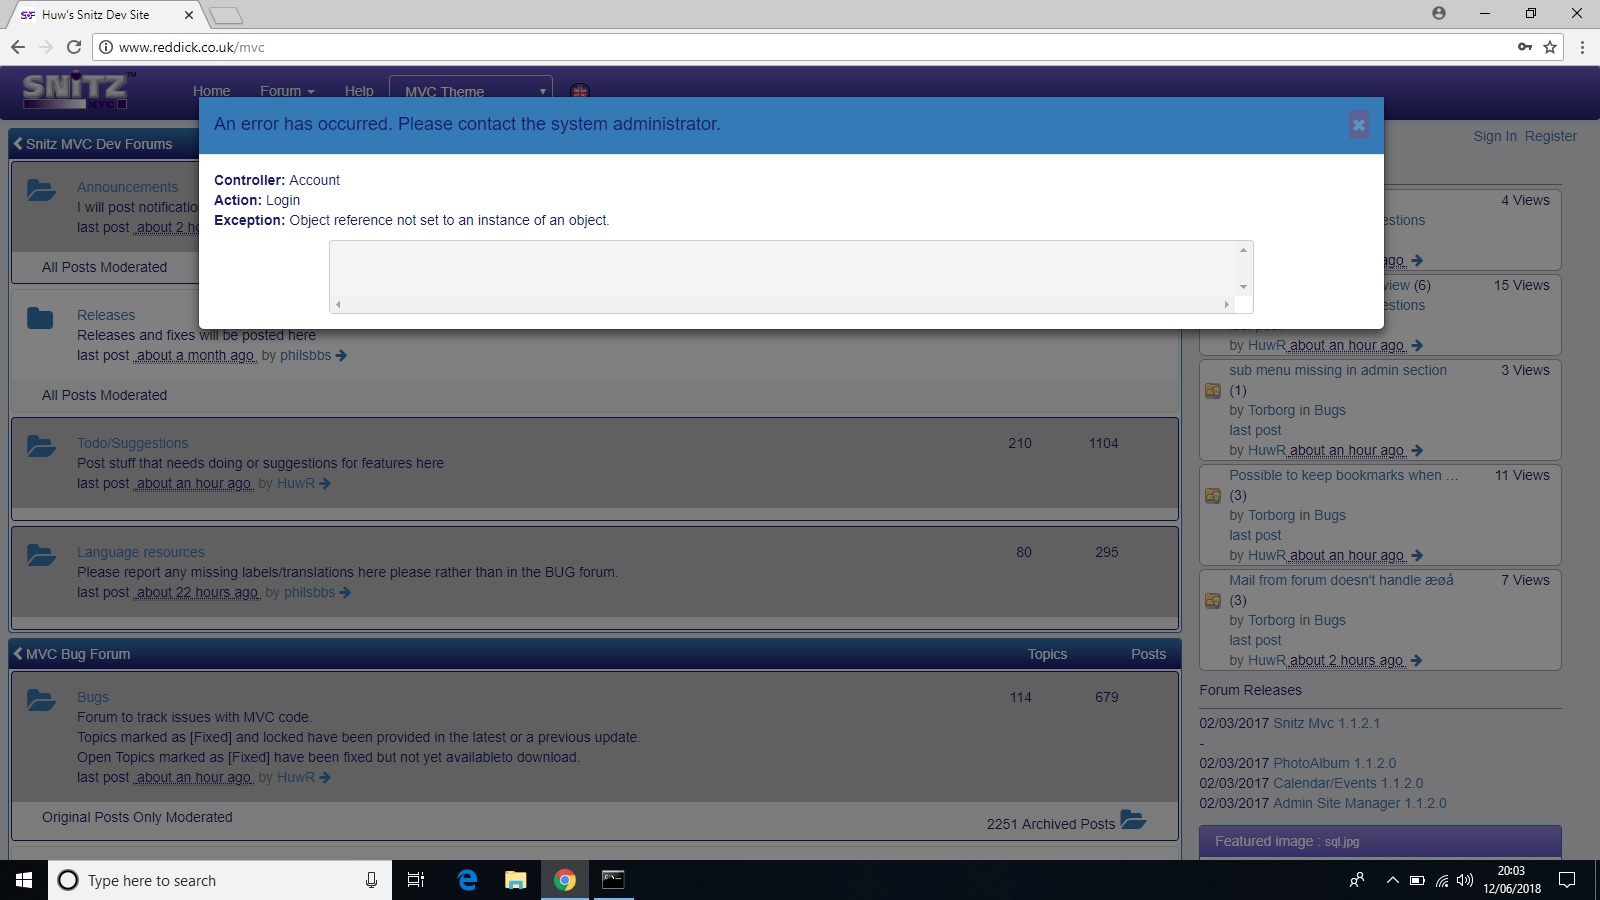 Huw's Snitz Dev Site
www.reddick.co.uk/mvc
SNiTZ™
MVC
Home Forum Help MVC Theme
Sign In Register
An error has occurred. Please contact the system administrator.
Controller: Account
Action: Login
Exception: Object reference not set to an instance of an object.
Snitz MVC Dev Forums
Announcements
I will post notificatio
last post about 2 h
All Posts Moderated
Releases
Releases and fixes will be posted here
last post about a month ago by philsbbs
All Posts Moderated
Todo/Suggestions 210 1104
Post stuff that needs doing or suggestions for features here
last post about an hour ago by HuwR
Language resources 80 295
Please report any missing labels/translations here please rather than in the BUG forum.
last post about 22 hours ago by philsbbs
MVC Bug Forum Topics Posts
Bugs 114 679
Forum to track issues with MVC code.
Topics marked as [Fixed] and locked have been provided in the latest or a previous update.
Open Topics marked as [Fixed] have been fixed but not yet availableto download.
last post about an hour ago by HuwR
Original Posts Only Moderated
2251 Archived Posts
4 Views
estions
ago
view (6) 15 Views
estions
by HuwR about an hour ago
sub menu missing in admin section 3 Views
(1)
by Torborg in Bugs
last post
by HuwR about an hour ago
Possible to keep bookmarks when ... 11 Views
(3)
by Torborg in Bugs
last post
by HuwR about an hour ago
Mail from forum doesn't handle æøå 7 Views
(3)
by Torborg in Bugs
last post
by HuwR about 2 hours ago
Forum Releases
02/03/2017 Snitz Mvc 1.1.2.1
-
02/03/2017 PhotoAlbum 1.1.2.0
02/03/2017 Calendar/Events 1.1.2.0
02/03/2017 Admin Site Manager 1.1.2.0
Featured image : sql.jpg
Type here to search
20:03
12/06/2018